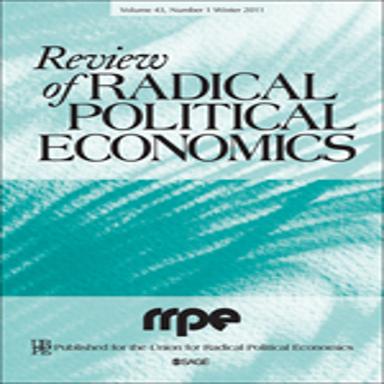 Volume 43, Number 1 Winter 2011
Review
of RADICAL
POLITICAL
ECONOMICS
rrpe
URPE Published for the Union for Radical Political Economics
SAGE